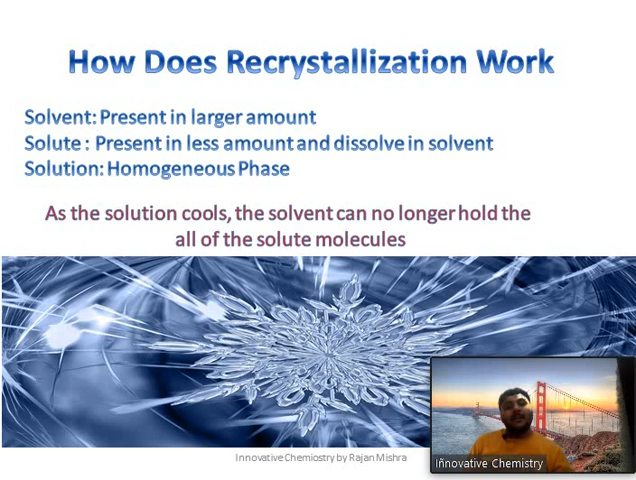 How Does Recrystallization Work
Solvent: Present in larger amount
Solute : Present in less amount and dissolve in solvent
Solution: Homogeneous Phase
As the solution cools, the solvent can no longer hold the
all of the solute molecules
Innovative Chemiostry by Rajan Mishra
Iñnovative Chemistry